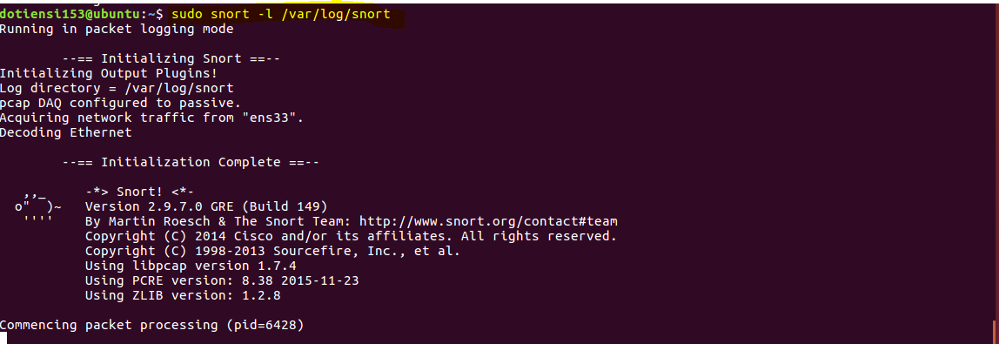 dotiensi153@ubuntu:~$ sudo snort -l /var/log/snort
Running in packet logging mode

        --== Initializing Snort ==--
Initializing Output Plugins!
Log directory = /var/log/snort
pcap DAQ configured to passive.
Acquiring network traffic from "ens33".
Decoding Ethernet

        --== Initialization Complete ==--

   ,,_     -*> Snort! <*-
  o"  )~   Version 2.9.7.0 GRE (Build 149)
   ''''    By Martin Roesch & The Snort Team: http://www.snort.org/contact#team
           Copyright (C) 2014 Cisco and/or its affiliates. All rights reserved.
           Copyright (C) 1998-2013 Sourcefire, Inc., et al.
           Using libpcap version 1.7.4
           Using PCRE version: 8.38 2015-11-23
           Using ZLIB version: 1.2.8

Commencing packet processing (pid=6428)